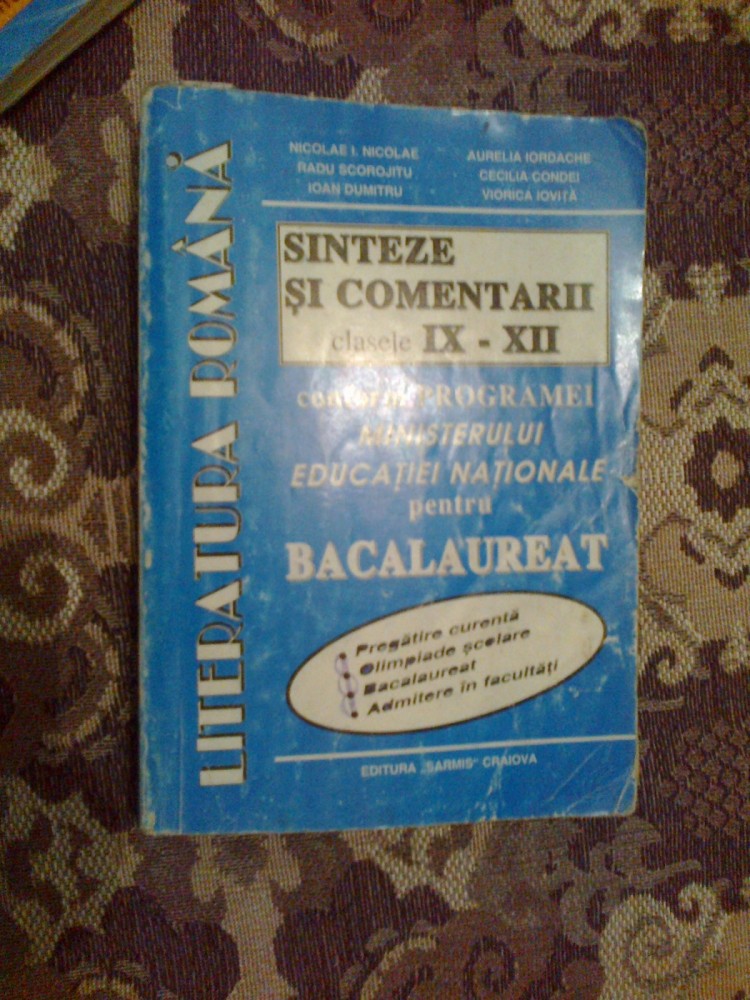 LITERATURA ROMÂNĂ
NICOLAE I. NICOLAE
RADU SCOROJITU
IOAN DUMITRU
AURELIA IORDACHE
CECILIA CONDEI
VIORICA IOVIȚĂ
SINTEZE
ȘI COMENTARII
clasele IX - XII
conform PROGRAMEI
MINISTERULUI
EDUCAȚIEI NAȚIONALE
pentru
BACALAUREAT
• Pregătire curentă
• Olimpiade școlare
• Bacalaureat
• Admitere în facultăți
EDITURA „SARMIS" CRAIOVA